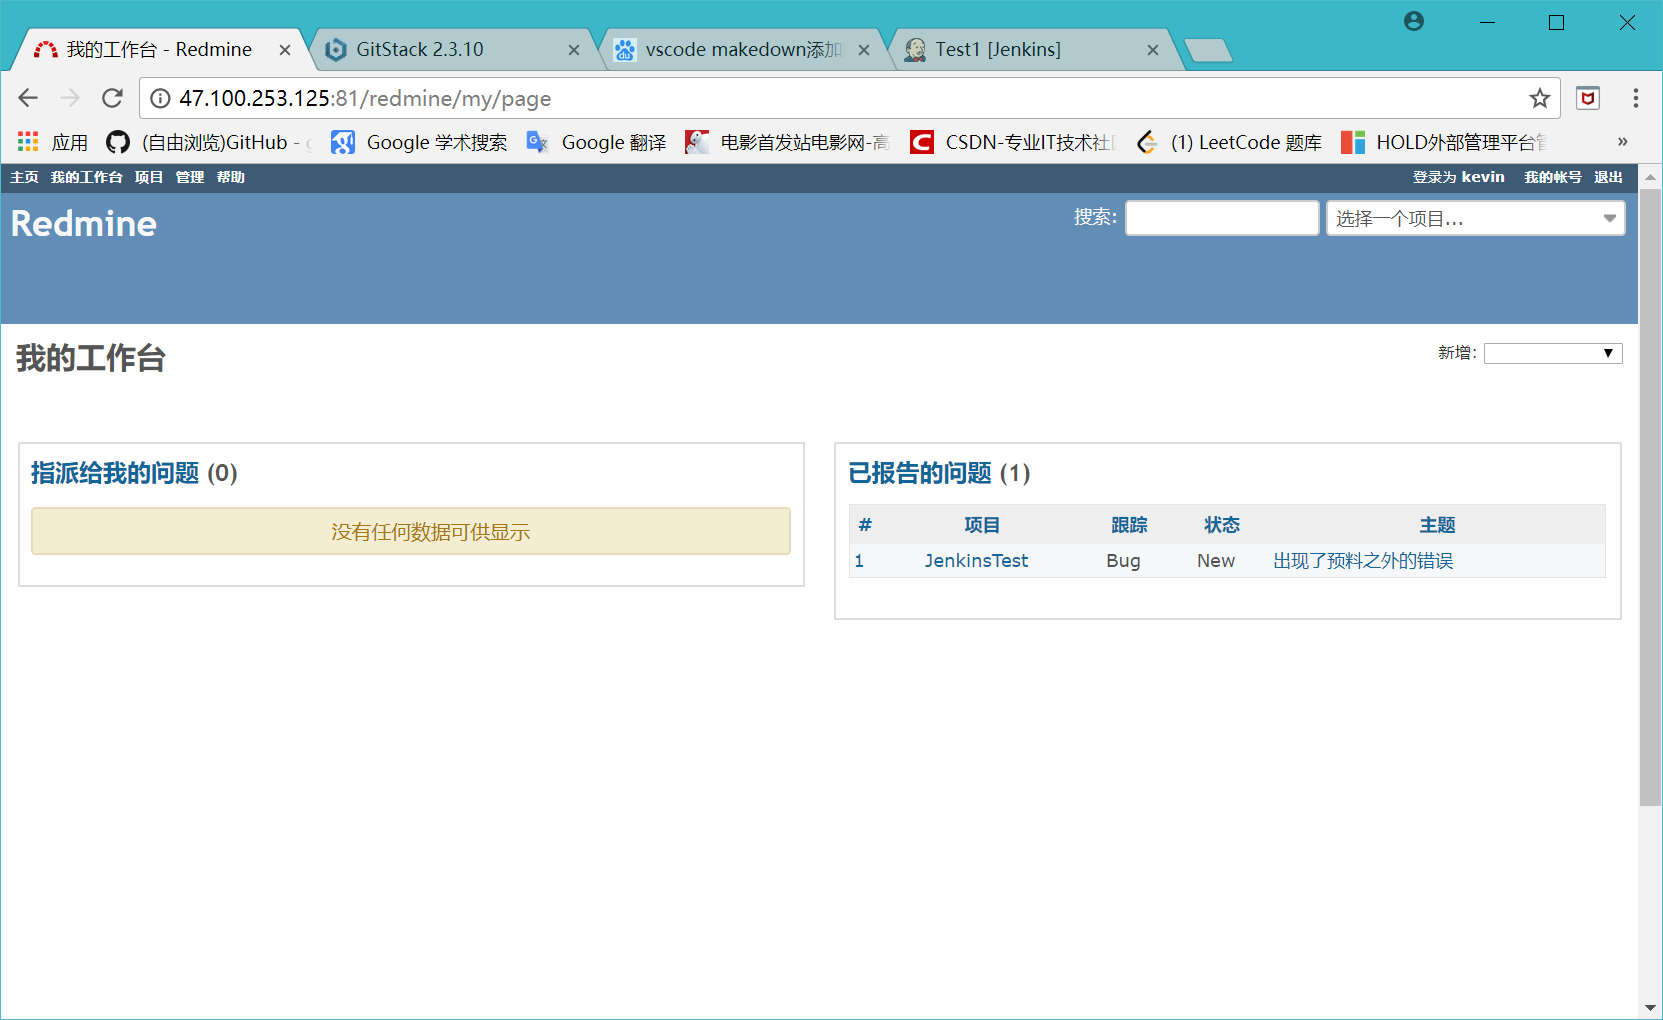 我的工作台 - Redmine
GitStack 2.3.10
vscode makedown添加
Test1 [Jenkins]
47.100.253.125:81/redmine/my/page
应用
(自由浏览)GitHub -
Google 学术搜索
Google 翻译
电影首发站电影网-高
CSDN-专业IT技术社
(1) LeetCode 题库
HOLD外部管理平台
»
主页 我的工作台 项目 管理 帮助
登录为 kevin 我的帐号 退出
Redmine
搜索:
选择一个项目...
我的工作台
新增:
指派给我的问题 (0)
没有任何数据可供显示
已报告的问题 (1)
# 项目 跟踪 状态 主题
1 JenkinsTest Bug New 出现了预料之外的错误